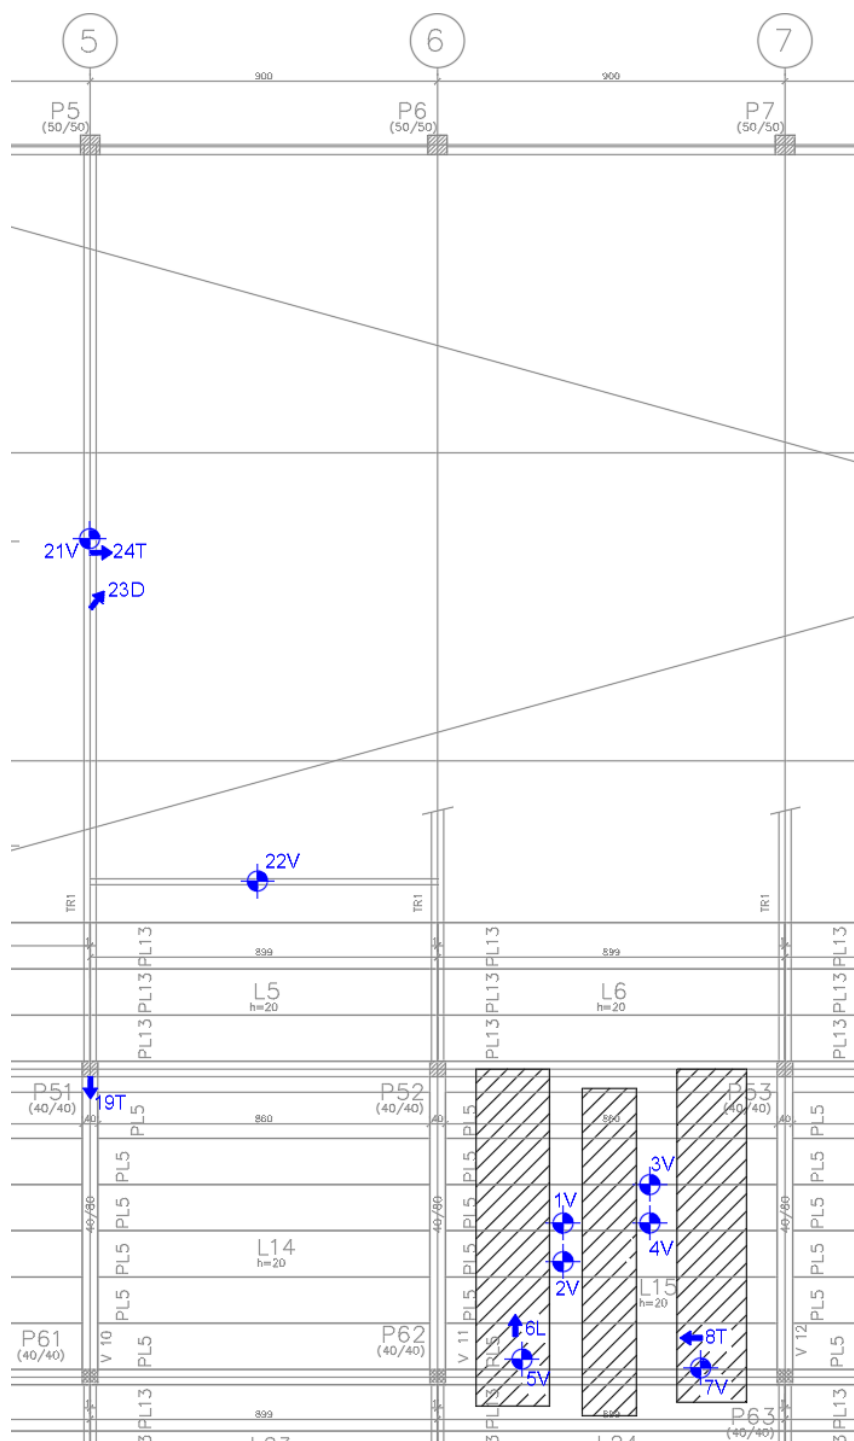 5 6 7
900 900
P5 P6 P7
(50/50) (50/50) (50/50)
21V 24T
23D
22V
TR1 TR1 TR1
PL13 PL13 PL13
899 899
PL13 PL13 PL13
L5 L6
h=20 h=20
PL13 PL13 PL13
P51 P52 P53
(40/40) (40/40) (40/40)
19T
40 860 40 860 40
PL5 PL5 PL5
PL5 PL5 PL5
3V
40/80 40/80
1V
PL5 PL5 PL5
4V
L14
h=20
PL5 PL5 PL5
2V
L15
h=20
PL5 PL5 PL5
6L 8T
P61 P62
(40/40) (40/40)
V 10 V 11 V 12
PL5 PL5 PL5
5V 7V
PL13 PL13 PL13
899 899
P63
(40/40)